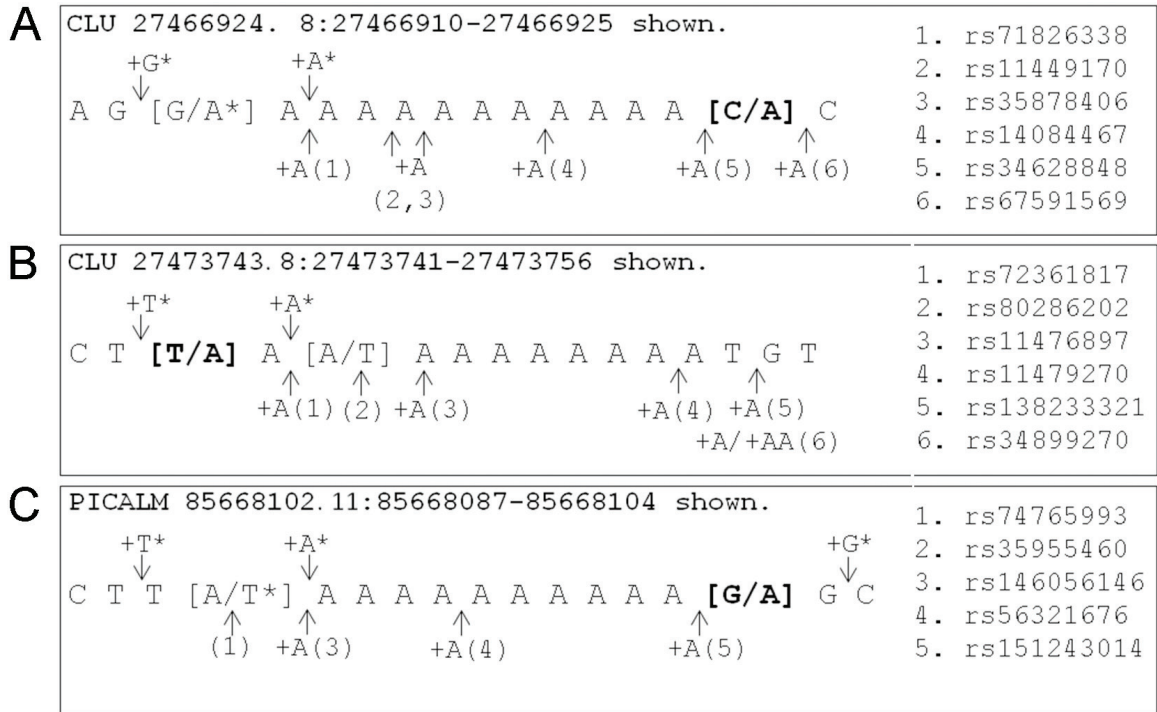 A
CLU 27466924. 8:27466910-27466925 shown.
+G* +A*
A G [G/A*] A A A A A A A A A A A [C/A] C
+A(1) +A +A(4) +A(5) +A(6)
(2,3)
1. rs71826338
2. rs11449170
3. rs35878406
4. rs14084467
5. rs34628848
6. rs67591569
B
CLU 27473743. 8:27473741-27473756 shown.
+T* +A*
C T [T/A] A [A/T] A A A A A A A A T G T
+A(1) (2) +A(3) +A(4) +A(5)
+A/+AA(6)
1. rs72361817
2. rs80286202
3. rs11476897
4. rs11479270
5. rs138233321
6. rs34899270
C
PICALM 85668102. 11:85668087-85668104 shown.
+T* +A* +G*
C T T [A/T*] A A A A A A A A A A [G/A] G C
(1) +A(3) +A(4) +A(5)
1. rs74765993
2. rs35955460
3. rs146056146
4. rs56321676
5. rs151243014